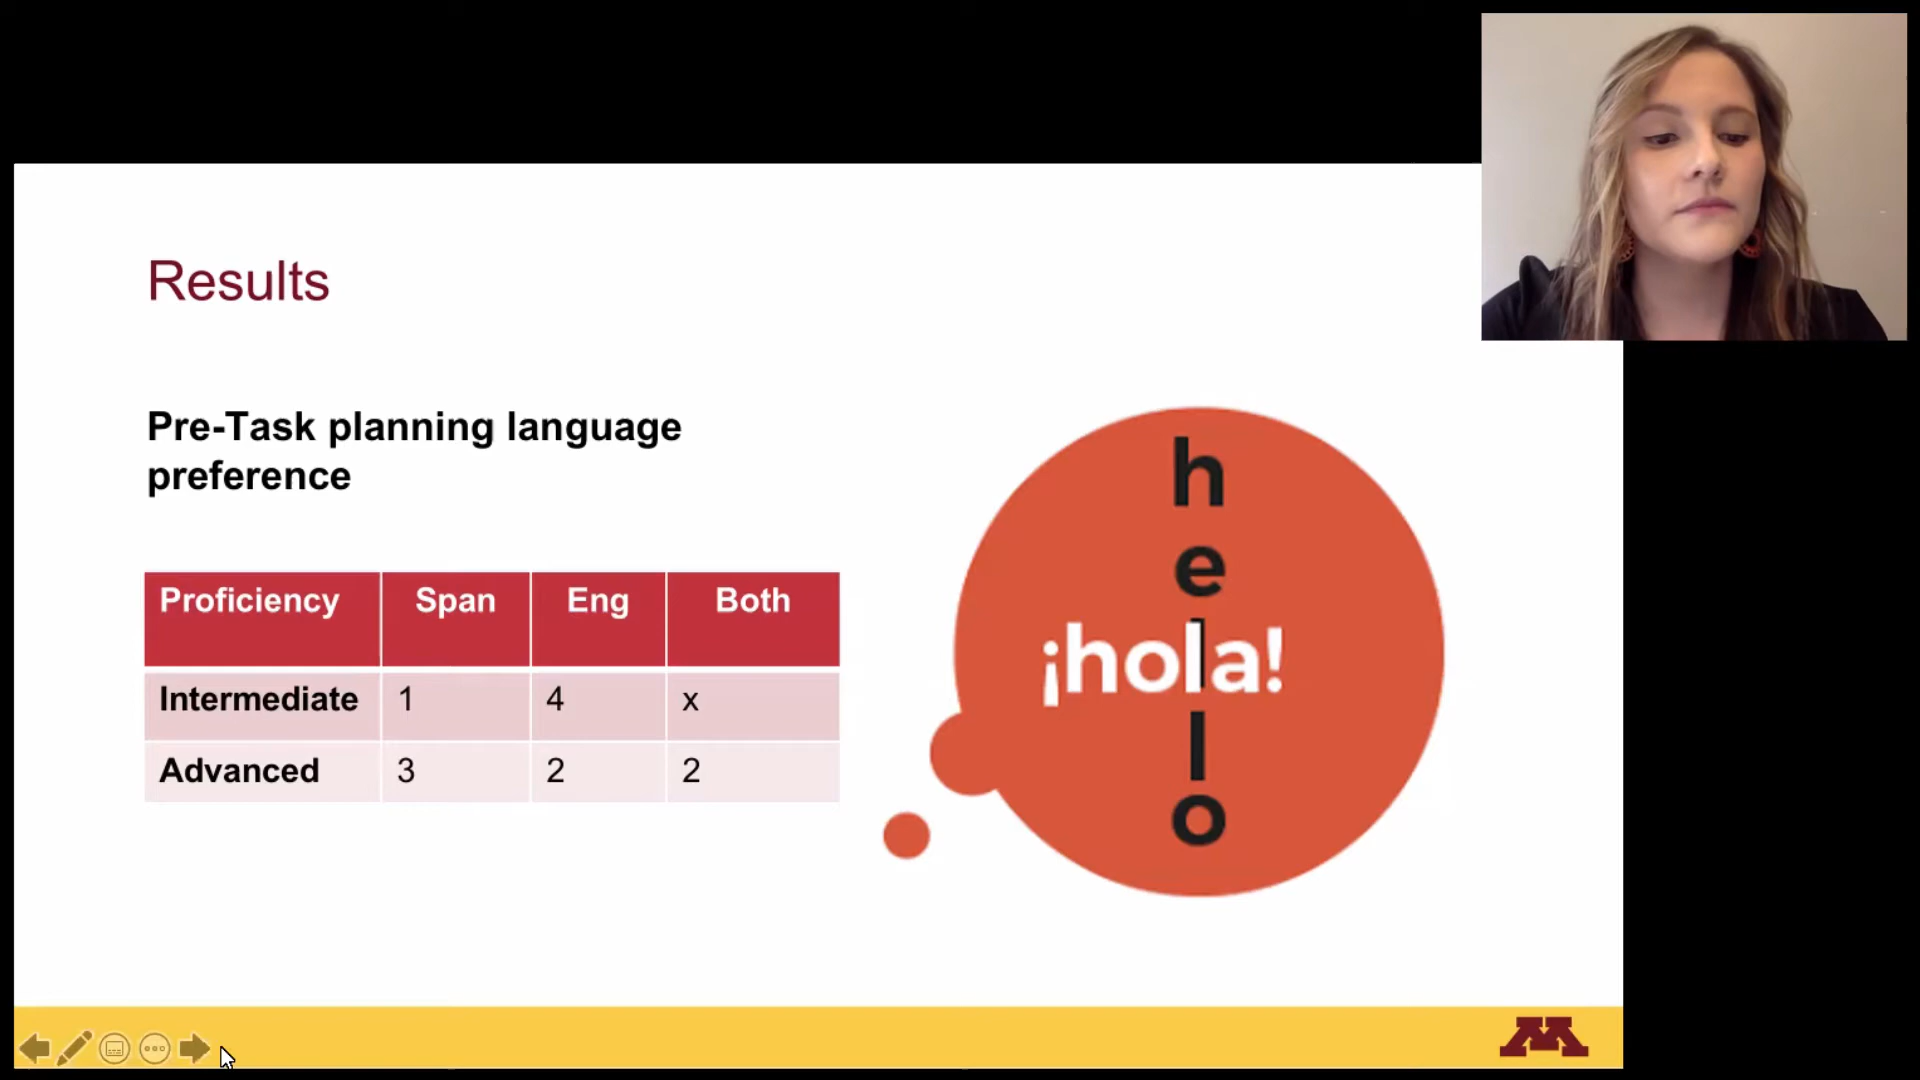 Results
Pre-Task planning language
preference
Proficiency Span Eng Both
Intermediate 1 4 x
Advanced 3 2 2
hello
¡hola!
M